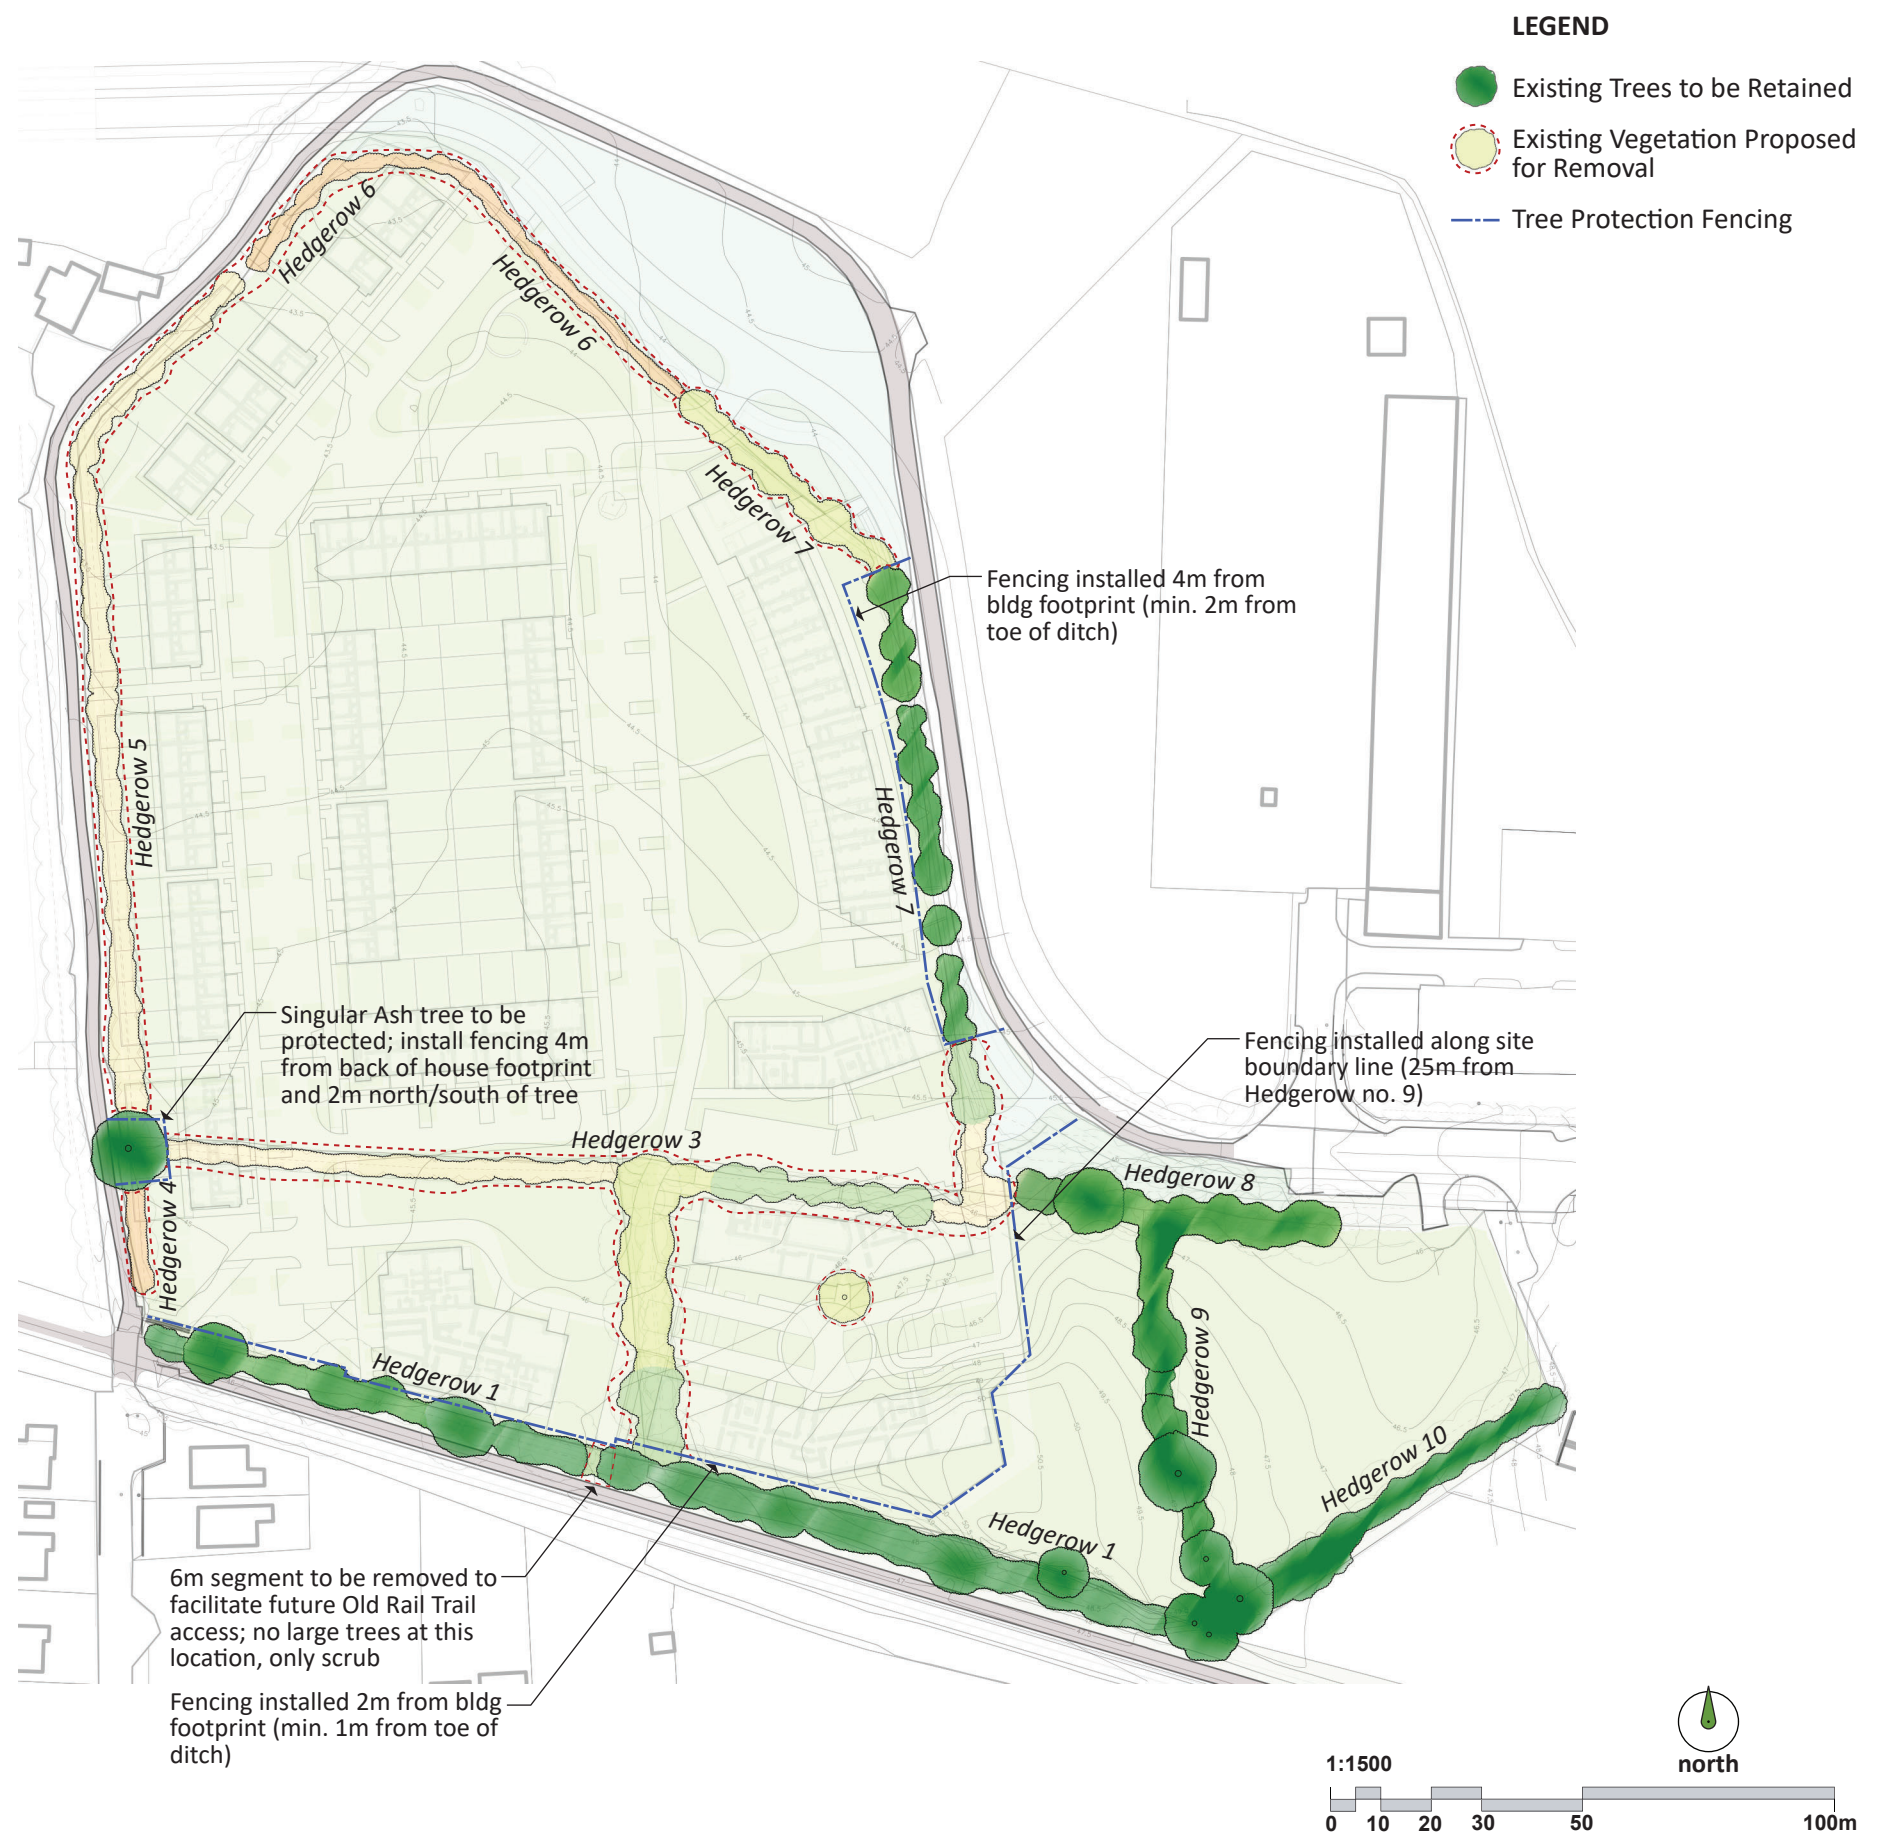 LEGEND
Existing Trees to be Retained
Existing Vegetation Proposed
for Removal
Tree Protection Fencing
Hedgerow 6
Hedgerow 6
Hedgerow 7
Fencing installed 4m from
bldg footprint (min. 2m from
toe of ditch)
Hedgerow 5
Hedgerow 7
Singular Ash tree to be
protected; install fencing 4m
from back of house footprint
and 2m north/south of tree
Fencing installed along site
boundary line (25m from
Hedgerow no. 9)
Hedgerow 3
Hedgerow 8
Hedgerow 4
Hedgerow 9
Hedgerow 1
Hedgerow 10
Hedgerow 1
6m segment to be removed to
facilitate future Old Rail Trail
access; no large trees at this
location, only scrub
Fencing installed 2m from bldg
footprint (min. 1m from toe of
ditch)
north
1:1500
0 10 20 30 50 100m